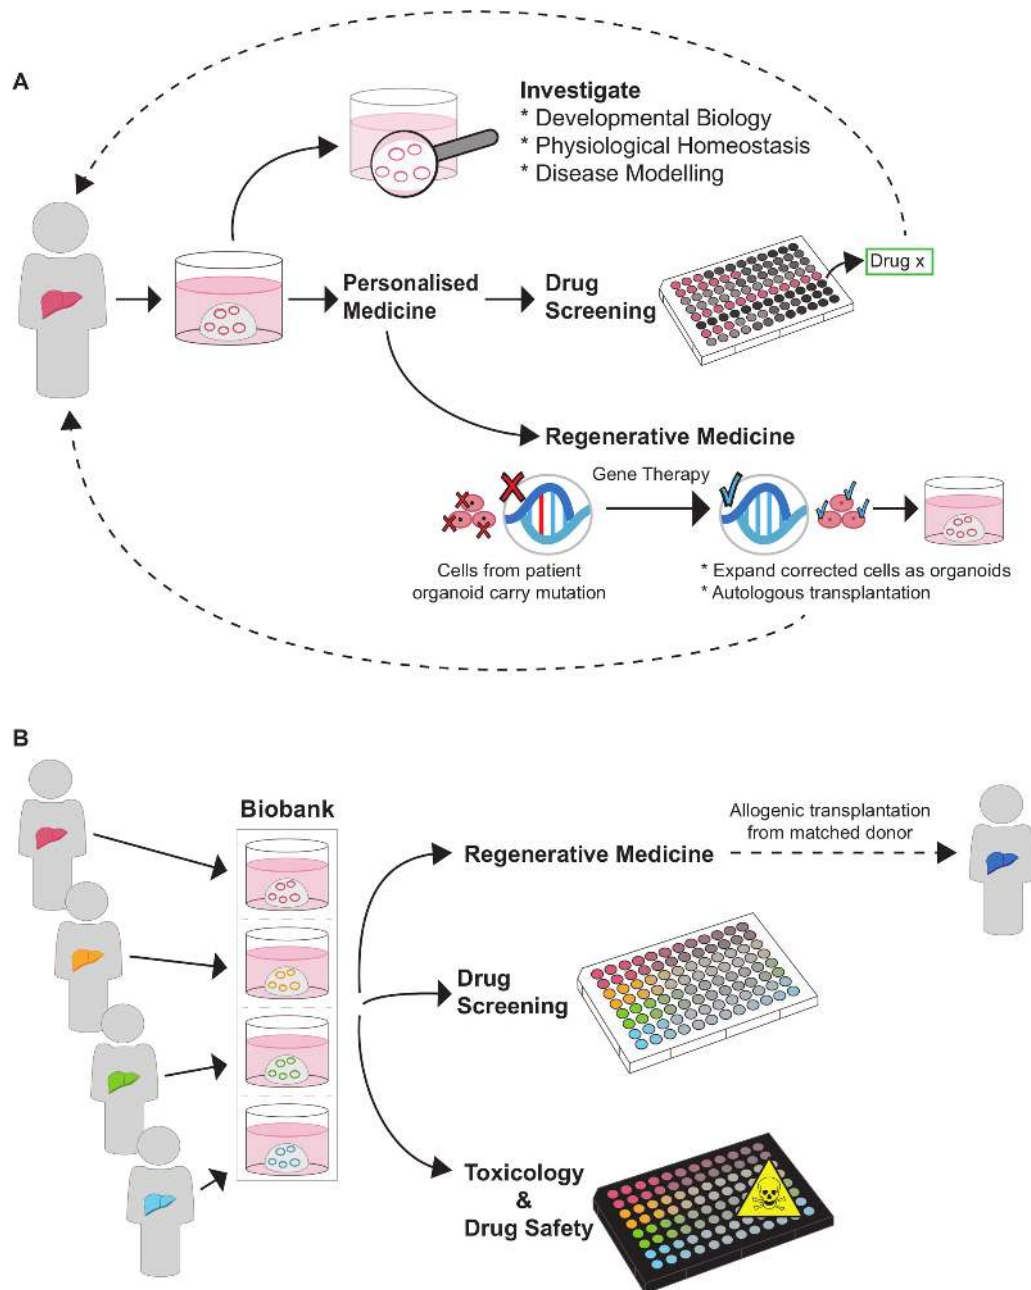 A
Investigate
* Developmental Biology
* Physiological Homeostasis
* Disease Modelling
Personalised
Medicine
Drug
Screening
Drug x
Regenerative Medicine
Gene Therapy
Cells from patient
organoid carry mutation
* Expand corrected cells as organoids
* Autologous transplantation
B
Biobank
Regenerative Medicine
Allogenic transplantation
from matched donor
Drug
Screening
Toxicology
&
Drug Safety